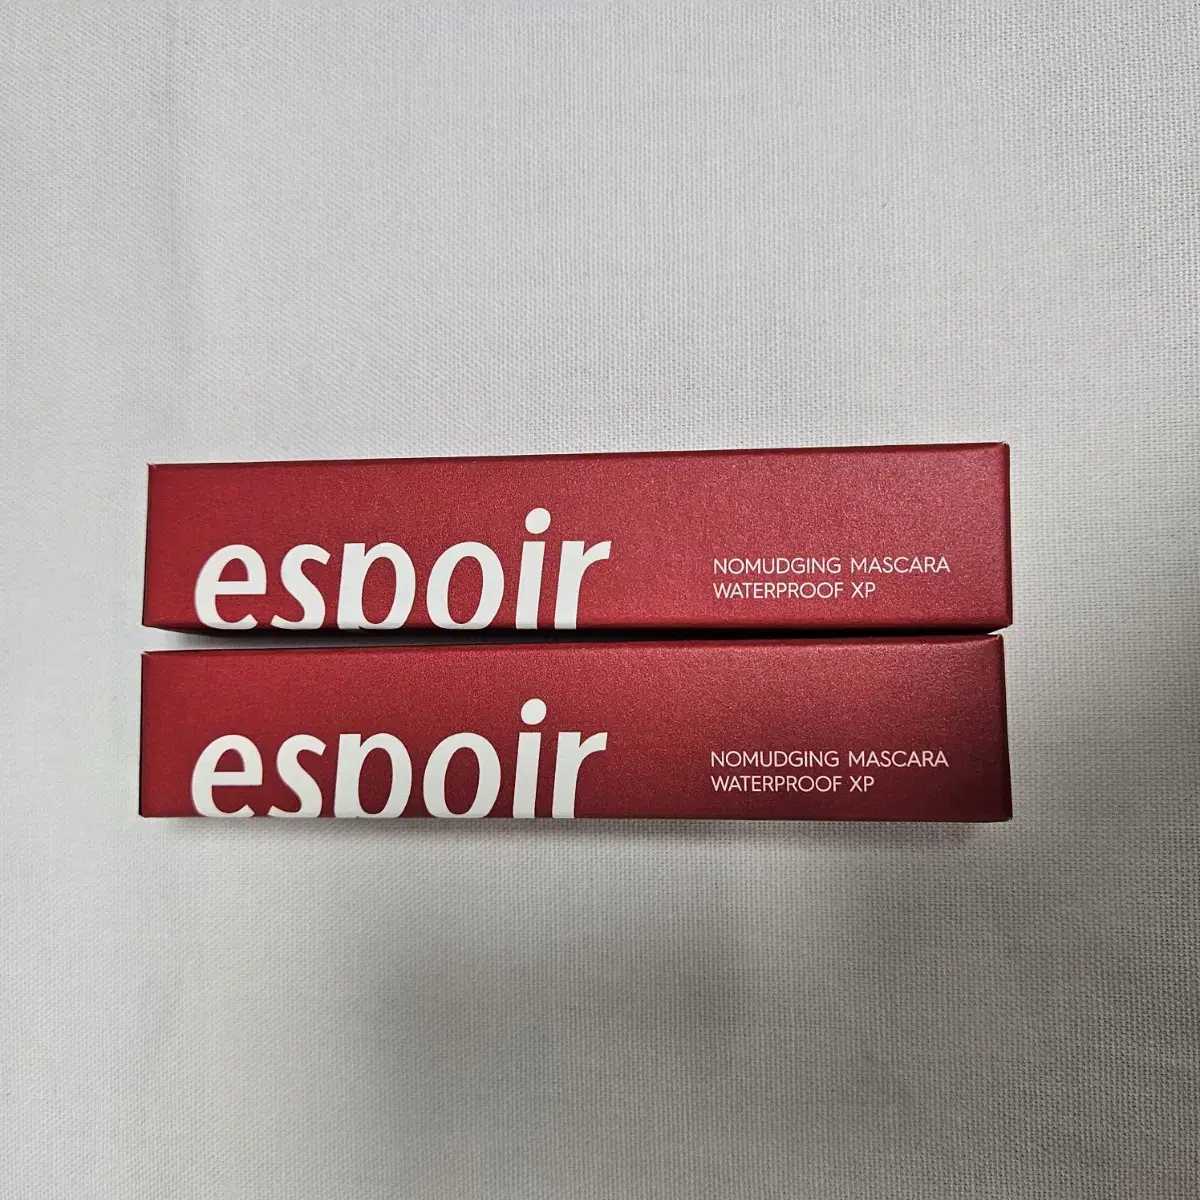 espoir
NOMUDGING MASCARA
WATERPROOF XP
espoir
NOMUDGING MASCARA
WATERPROOF XP